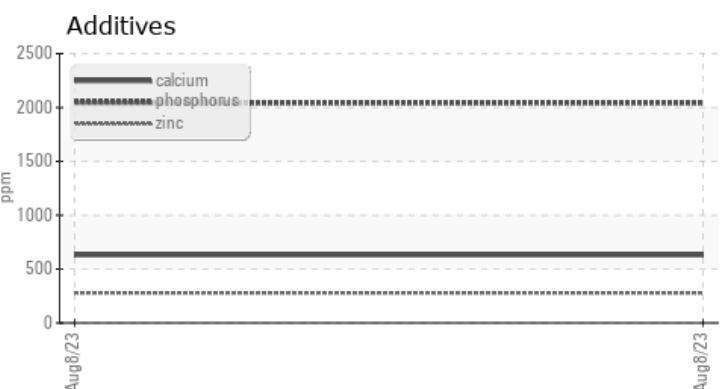 Additives
2500
2000
1500
1000
500
0
ppm
calcium
phosphorus
zinc
Aug8/23
Aug8/23